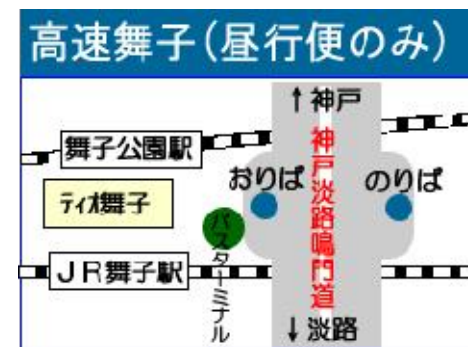 高速舞子(昼行便のみ)
↑神戸
舞子公園駅
神戸淡路鳴門道
おりば
のりば
ティオ舞子
バスターミナル
JR舞子駅
↓淡路